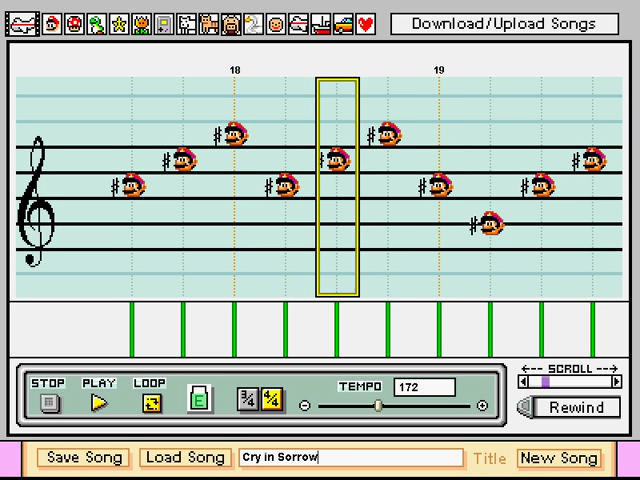 Download/Upload Songs
18 19
STOP PLAY LOOP
E
3/4 4/4
TEMPO 172
<-- SCROLL -->
Rewind
Save Song Load Song Cry in Sorrow Title New Song